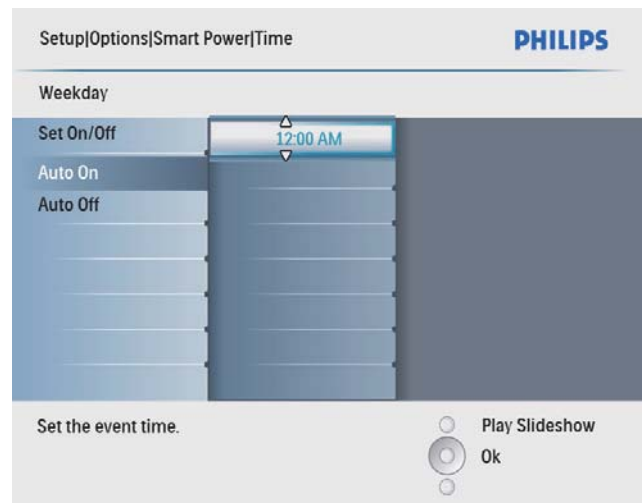 Setup|Options|Smart Power|Time
PHILIPS
Weekday
Set On/Off
12:00 AM
Auto On
Auto Off
Set the event time.
Play Slideshow
Ok